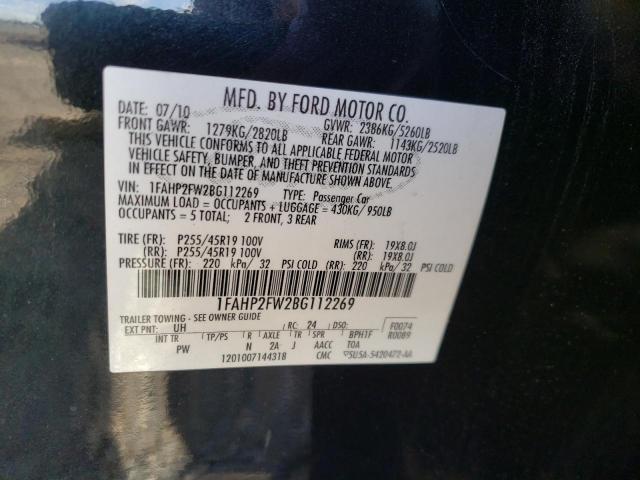 MFD. BY FORD MOTOR CO.
DATE: 07/10 GVWR: 2386KG/5260LB
FRONT GAWR: 1279KG/2820LB REAR GAWR: 1143KG/2520LB
THIS VEHICLE CONFORMS TO ALL APPLICABLE FEDERAL MOTOR
VEHICLE SAFETY, BUMPER, AND THEFT PREVENTION STANDARDS
IN EFFECT ON THE DATE OF MANUFACTURE SHOWN ABOVE.
VIN: 1FAHP2FW2BG112269 TYPE: Passenger Car
MAXIMUM LOAD = OCCUPANTS + LUGGAGE = 430KG/950LB
OCCUPANTS = 5 TOTAL; 2 FRONT, 3 REAR
TIRE (FR): P255/45R19 100V RIMS (FR): 19X8.0J
(RR): P255/45R19 100V (RR): 19X8.0J
PRESSURE (FR): 220 kPa/ 32 PSI COLD (RR): 220 kPa/ 32 PSI COLD
1FAHP2FW2BG112269
TRAILER TOWING - SEE OWNER GUIDE
EXT PNT: UH RC: 24 DSO: F0074
INT TR TP/PS R AXLE TR SPR BPHTF R0089
PW N 2A J AACC TOA
1201007144318 CMC 5U5A-5420472-AA